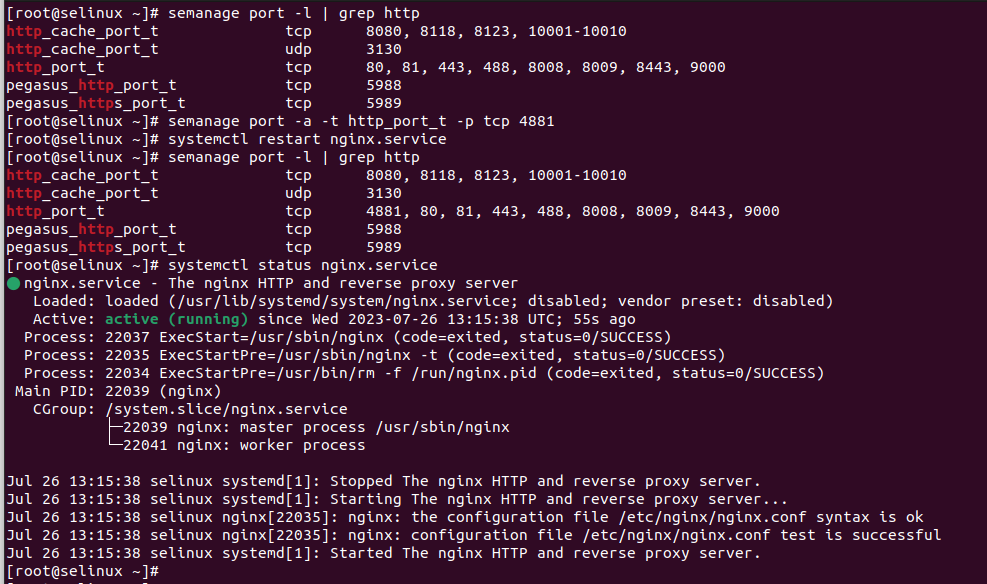 [root@selinux ~]# semanage port -l | grep http
http_cache_port_t              tcp      8080, 8118, 8123, 10001-10010
http_cache_port_t              udp      3130
http_port_t                    tcp      80, 81, 443, 488, 8008, 8009, 8443, 9000
pegasus_http_port_t            tcp      5988
pegasus_https_port_t           tcp      5989
[root@selinux ~]# semanage port -a -t http_port_t -p tcp 4881
[root@selinux ~]# systemctl restart nginx.service
[root@selinux ~]# semanage port -l | grep http
http_cache_port_t              tcp      8080, 8118, 8123, 10001-10010
http_cache_port_t              udp      3130
http_port_t                    tcp      4881, 80, 81, 443, 488, 8008, 8009, 8443, 9000
pegasus_http_port_t            tcp      5988
pegasus_https_port_t           tcp      5989
[root@selinux ~]# systemctl status nginx.service
● nginx.service - The nginx HTTP and reverse proxy server
   Loaded: loaded (/usr/lib/systemd/system/nginx.service; disabled; vendor preset: disabled)
   Active: active (running) since Wed 2023-07-26 13:15:38 UTC; 55s ago
  Process: 22037 ExecStart=/usr/sbin/nginx (code=exited, status=0/SUCCESS)
  Process: 22035 ExecStartPre=/usr/sbin/nginx -t (code=exited, status=0/SUCCESS)
  Process: 22034 ExecStartPre=/usr/bin/rm -f /run/nginx.pid (code=exited, status=0/SUCCESS)
 Main PID: 22039 (nginx)
   CGroup: /system.slice/nginx.service
           ├─22039 nginx: master process /usr/sbin/nginx
           └─22041 nginx: worker process

Jul 26 13:15:38 selinux systemd[1]: Stopped The nginx HTTP and reverse proxy server.
Jul 26 13:15:38 selinux systemd[1]: Starting The nginx HTTP and reverse proxy server...
Jul 26 13:15:38 selinux nginx[22035]: nginx: the configuration file /etc/nginx/nginx.conf syntax is ok
Jul 26 13:15:38 selinux nginx[22035]: nginx: configuration file /etc/nginx/nginx.conf test is successful
Jul 26 13:15:38 selinux systemd[1]: Started The nginx HTTP and reverse proxy server.
[root@selinux ~]#